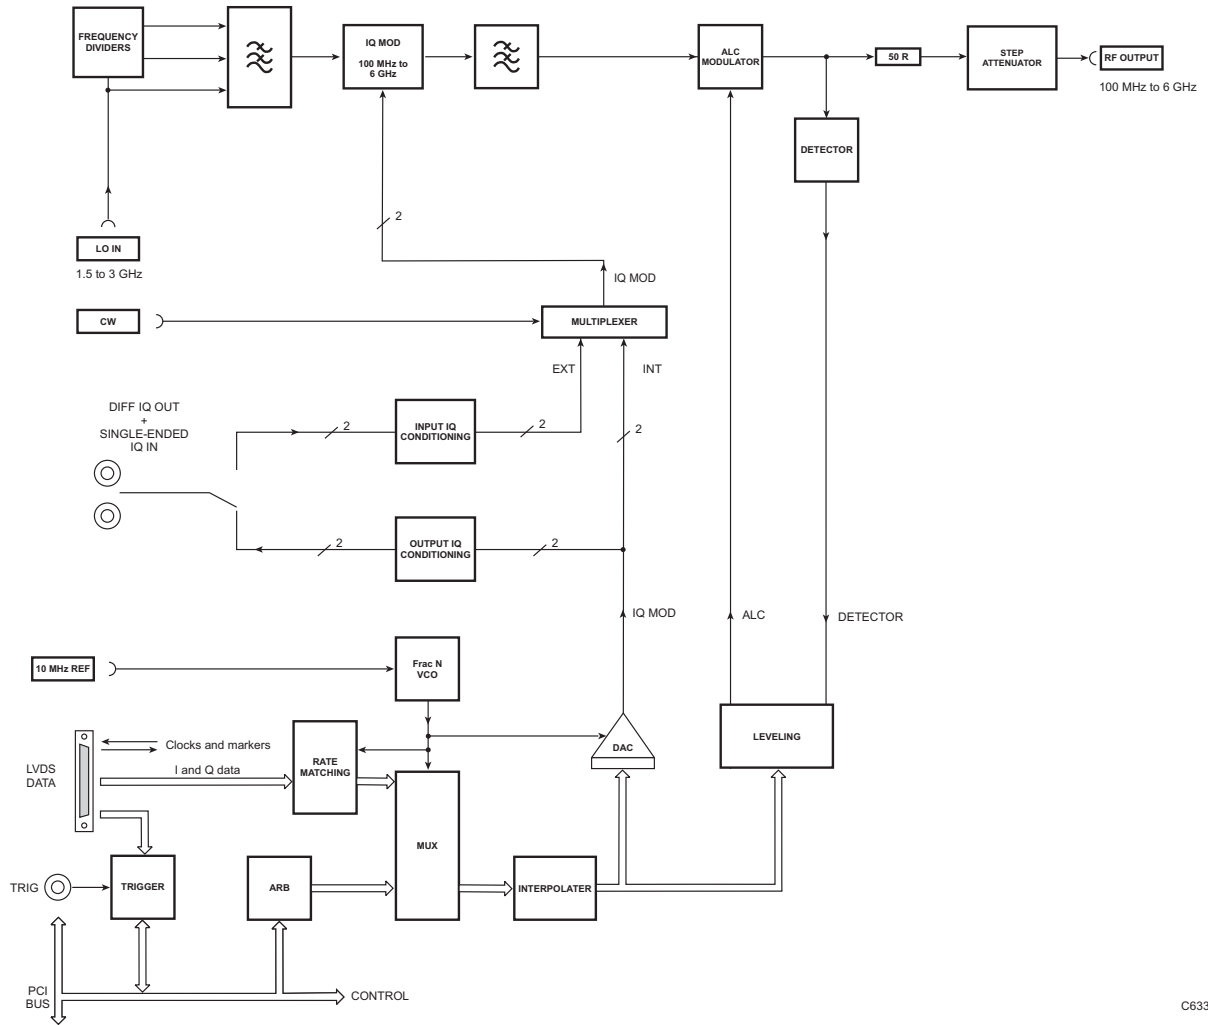 FREQUENCY
DIVIDERS
IQ MOD
100 MHz to
6 GHz
ALC
MODULATOR
50 R
STEP
ATTENUATOR
RF OUTPUT
100 MHz to 6 GHz
DETECTOR
2
LO IN
1.5 to 3 GHz
IQ MOD
CW
MULTIPLEXER
EXT
INT
DIFF IQ OUT
+
SINGLE-ENDED
IQ IN
2
INPUT IQ
CONDITIONING
2
2
2
OUTPUT IQ
CONDITIONING
2
IQ MOD
ALC
DETECTOR
10 MHz REF
Frac N
VCO
LVDS
DATA
Clocks and markers
I and Q data
RATE
MATCHING
DAC
LEVELING
MUX
TRIG
TRIGGER
ARB
INTERPOLATER
PCI
BUS
CONTROL
C633